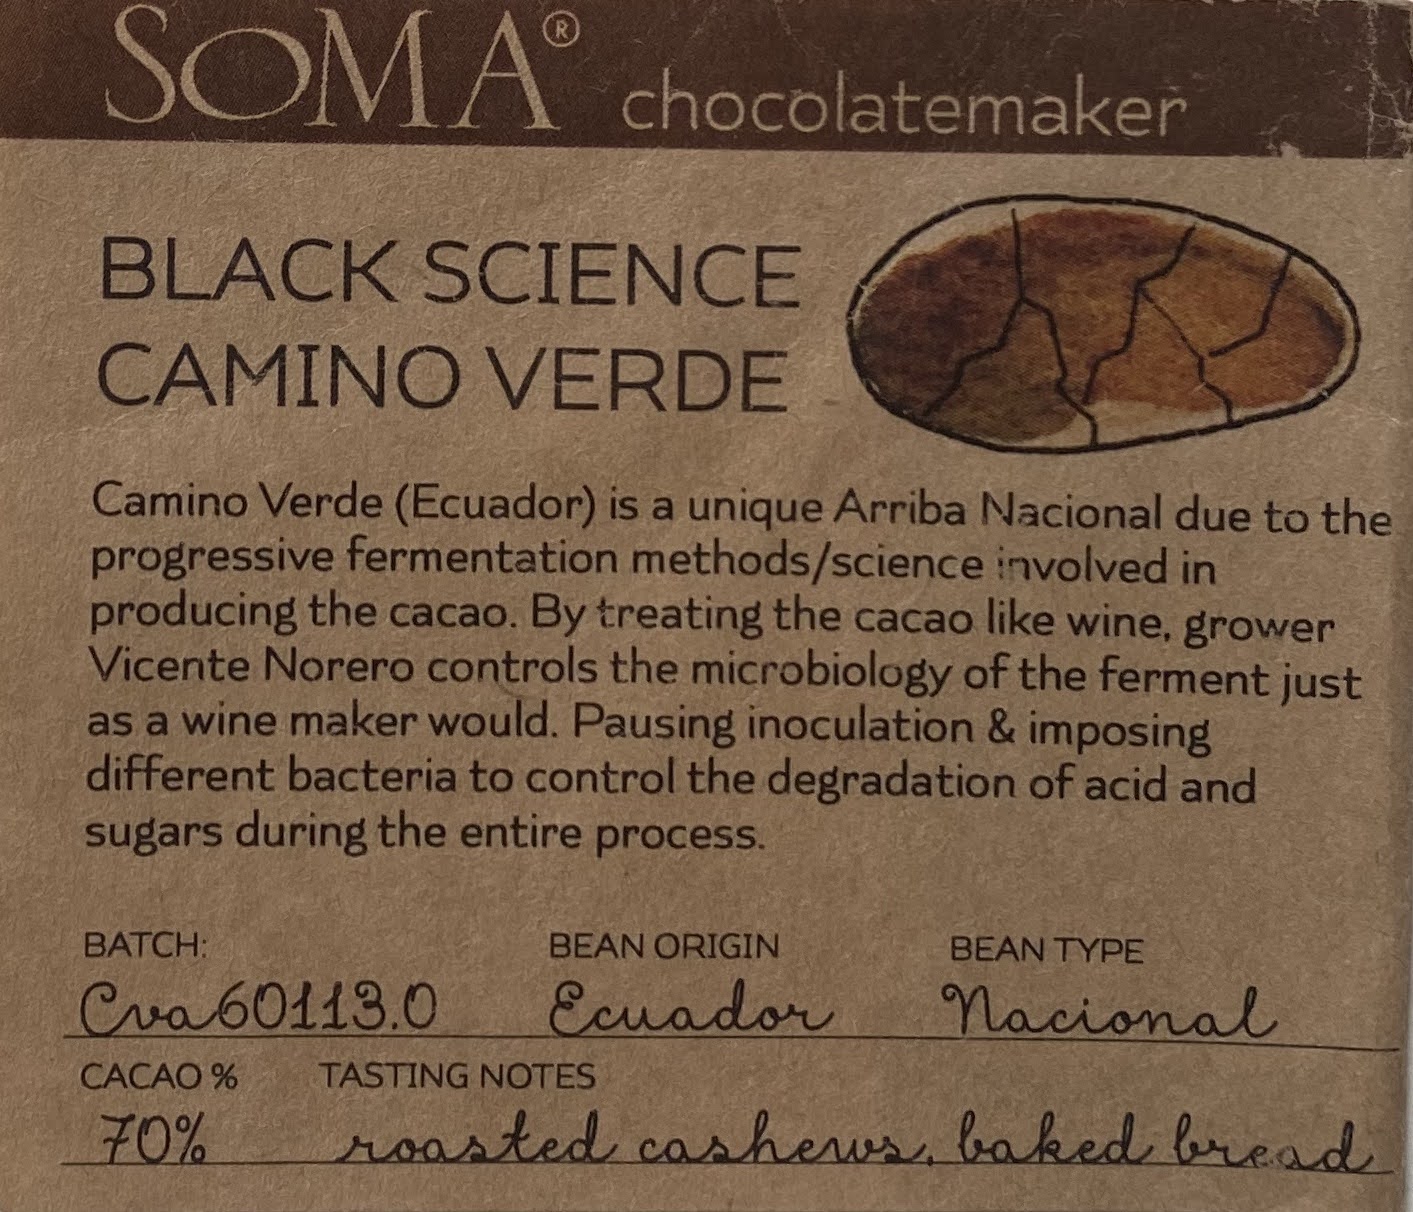 SOMA® chocolatemaker
BLACK SCIENCE
CAMINO VERDE
Camino Verde (Ecuador) is a unique Arriba Nacional due to the
progressive fermentation methods/science involved in
producing the cacao. By treating the cacao like wine, grower
Vicente Norero controls the microbiology of the ferment just
as a wine maker would. Pausing inoculation & imposing
different bacteria to control the degradation of acid and
sugars during the entire process.
BATCH: BEAN ORIGIN BEAN TYPE
Cva60113.0 Ecuador Nacional
CACAO % TASTING NOTES
70% roasted cashews, baked bread